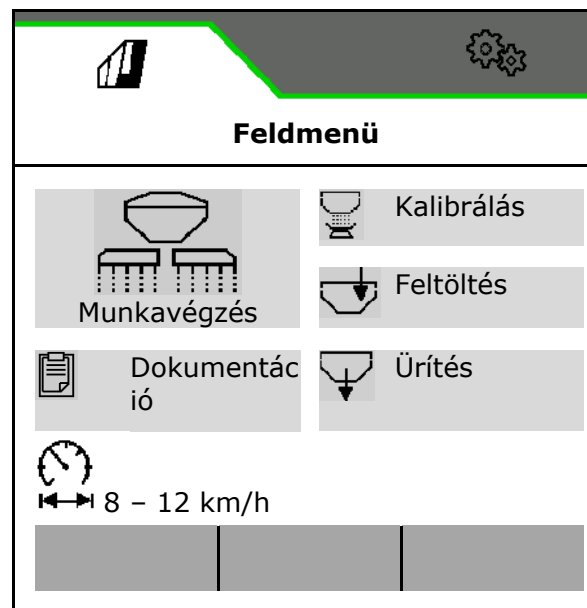 Feldmenü
Munkavégzés
Kalibrálás
Feltöltés
Dokumentác
ió
Ürítés
8 – 12 km/h